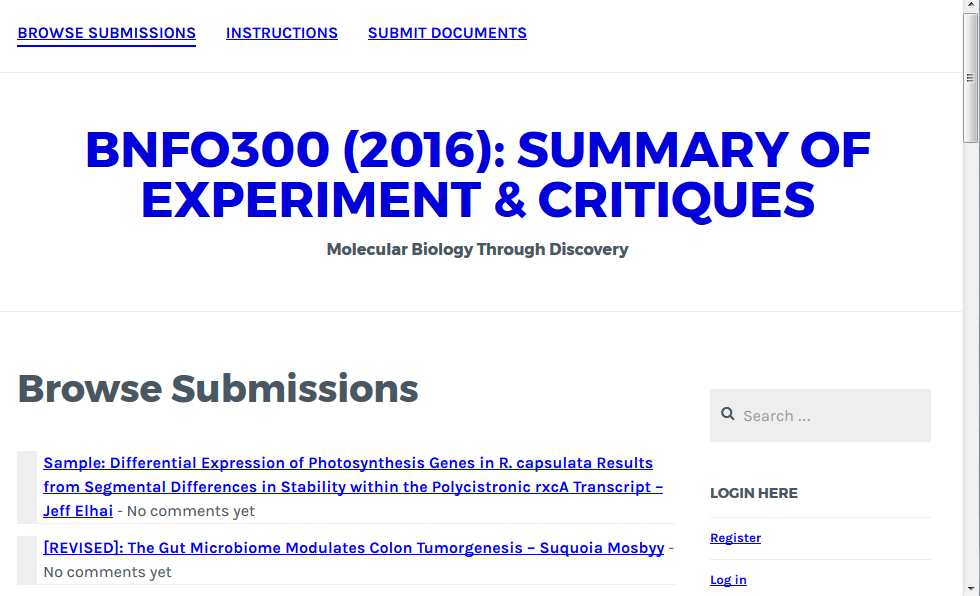 BROWSE SUBMISSIONS INSTRUCTIONS SUBMIT DOCUMENTS
BNFO300 (2016): SUMMARY OF
EXPERIMENT & CRITIQUES
Molecular Biology Through Discovery
Browse Submissions
Sample: Differential Expression of Photosynthesis Genes in R. capsulata Results
from Segmental Differences in Stability within the Polycistronic rxcA Transcript –
Jeff Elhai - No comments yet
[REVISED]: The Gut Microbiome Modulates Colon Tumorgenesis – Suquoia Mosbyy -
No comments yet
Search ...
LOGIN HERE
Register
Log in